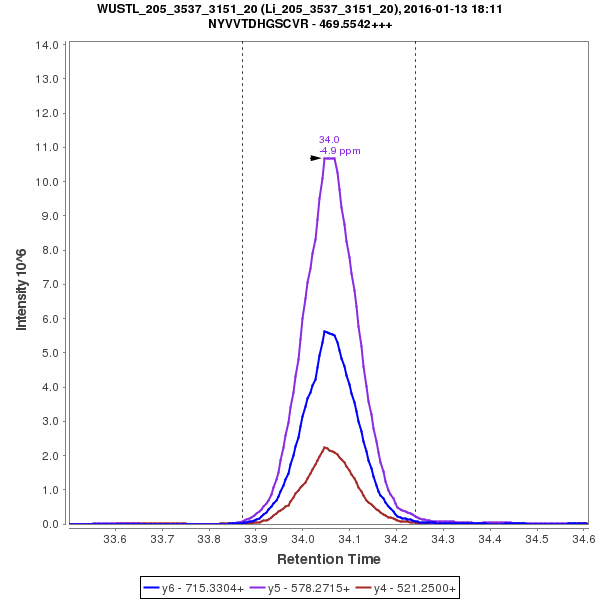 WUSTL_205_3537_3151_20 (Li_205_3537_3151_20), 2016-01-13 18:11
NYVVTDHGSCVR - 469.5542+++
14.0
13.0
12.0
11.0
10.0
9.0
8.0
7.0
6.0
5.0
4.0
3.0
2.0
1.0
0.0
Intensity 10^6
34.0
-4.9 ppm
33.6 33.7 33.8 33.9 34.0 34.1 34.2 34.3 34.4 34.5 34.6
Retention Time
y6 - 715.3304+ y5 - 578.2715+ y4 - 521.2500+